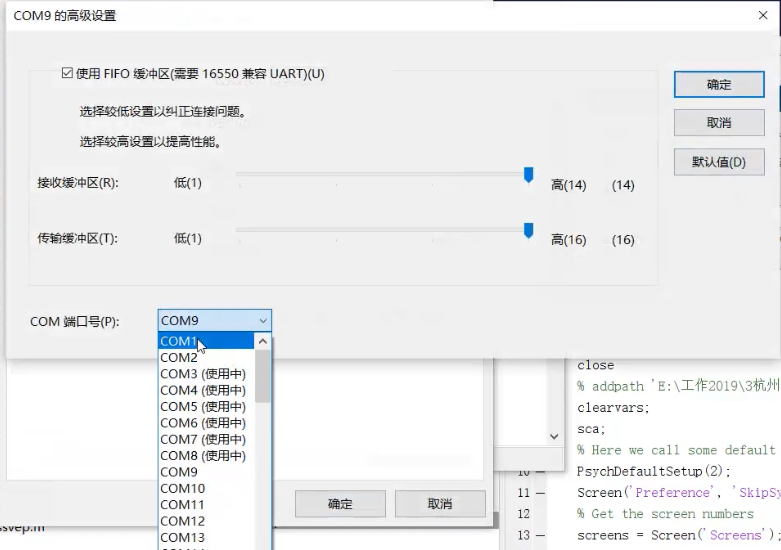 COM9 的高级设置
使用 FIFO 缓冲区(需要 16550 兼容 UART)(U)
选择较低设置以纠正连接问题。
选择较高设置以提高性能。
接收缓冲区(R): 低(1) 高(14) (14)
传输缓冲区(T): 低(1) 高(16) (16)
确定
取消
默认值(D)
COM 端口号(P): COM9
COM1
COM2
COM3 (使用中)
COM4 (使用中)
COM5 (使用中)
COM6 (使用中)
COM7 (使用中)
COM8 (使用中)
COM9
COM10
COM11
COM12
COM13
确定 取消
ssvep.m
close
% addpath 'E:\工作2019\3杭州
clearvars;
sca;
% Here we call some default
10 — PsychDefaultSetup(2);
11 — Screen('Preference', 'SkipSy
12 % Get the screen numbers
13 — screens = Screen('Screens');